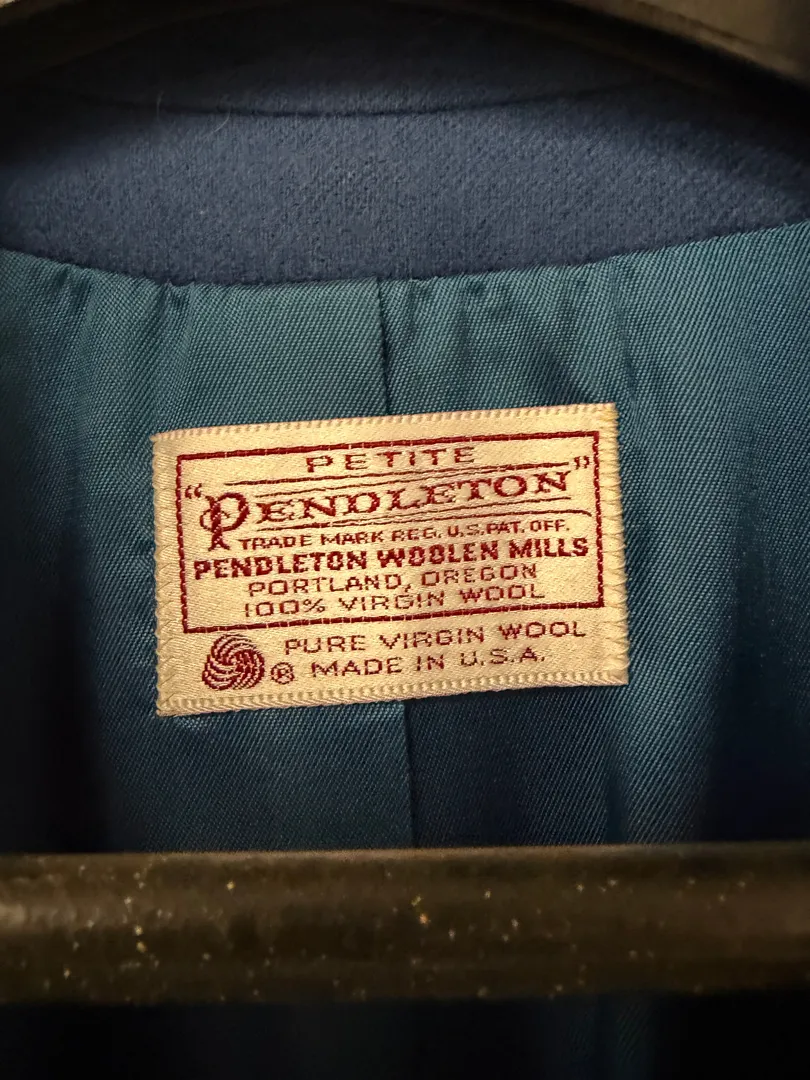 PETITE
"PENDLETON"
TRADE MARK REG. U.S. PAT. OFF.
PENDLETON WOOLEN MILLS
PORTLAND, OREGON
100% VIRGIN WOOL
PURE VIRGIN WOOL
® MADE IN U.S.A.